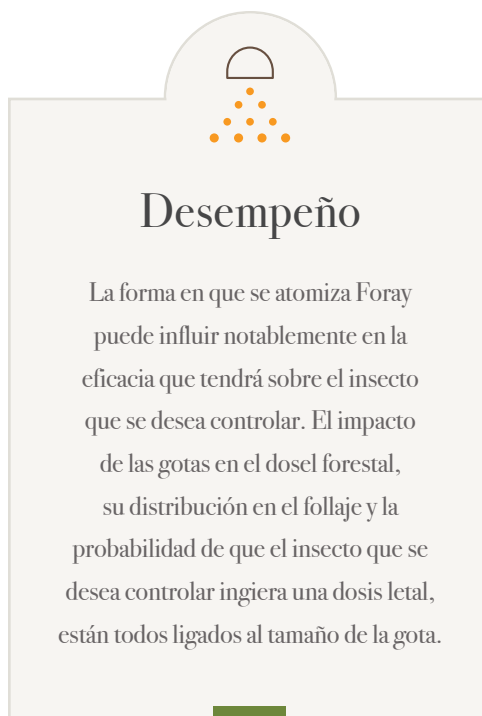 Desempeño
La forma en que se atomiza Foray
puede influir notablemente en la
eficacia que tendrá sobre el insecto
que se desea controlar. El impacto
de las gotas en el dosel forestal,
su distribución en el follaje y la
probabilidad de que el insecto que se
desea controlar ingiera una dosis letal,
están todos ligados al tamaño de la gota.